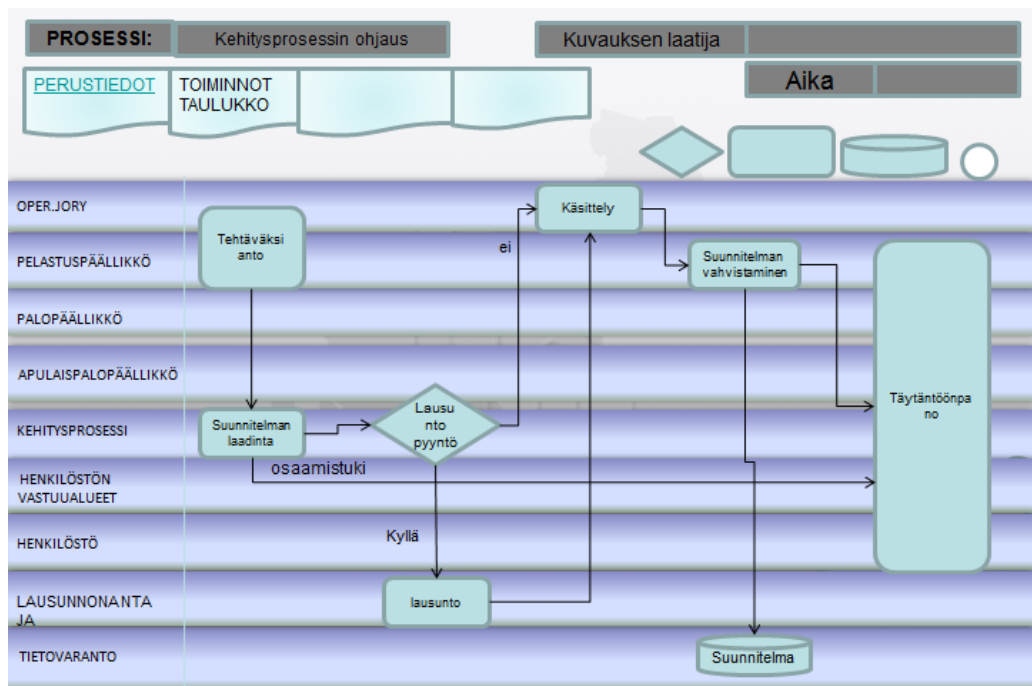 PROSESSI:
Kehitysprosessin ohjaus
Kuvauksen laatija
PERUSTIEDOT
TOIMINNOT
TAULUKKO
Aika
OPER.JORY
Käsittely
Tehtäväksi
anto
ei
PELASTUSPÄÄLLIKKÖ
Suunnitelman
vahvistaminen
PALOPÄÄLLIKKÖ
APULAISPALOPÄÄLLIKKÖ
Täytäntöönpa
no
KEHITYSPROSESSI
Suunnitelman
laadinta
Lausu
nto
pyyntö
osaamistuki
HENKILÖSTÖN
VASTUUALUEET
HENKILÖSTÖ
Kyllä
LAUSUNNONANTA
JA
lausunto
TIETOVARANTO
Suunnitelma